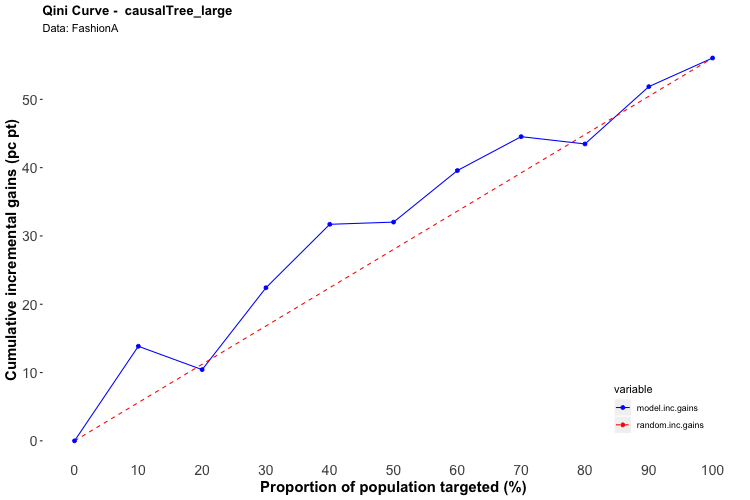 Qini Curve - causalTree_large
Data: FashionA
Cumulative incremental gains (pc pt)
50
40
30
20
10
0
variable
model.inc.gains
random.inc.gains
0 10 20 30 40 50 60 70 80 90 100
Proportion of population targeted (%)